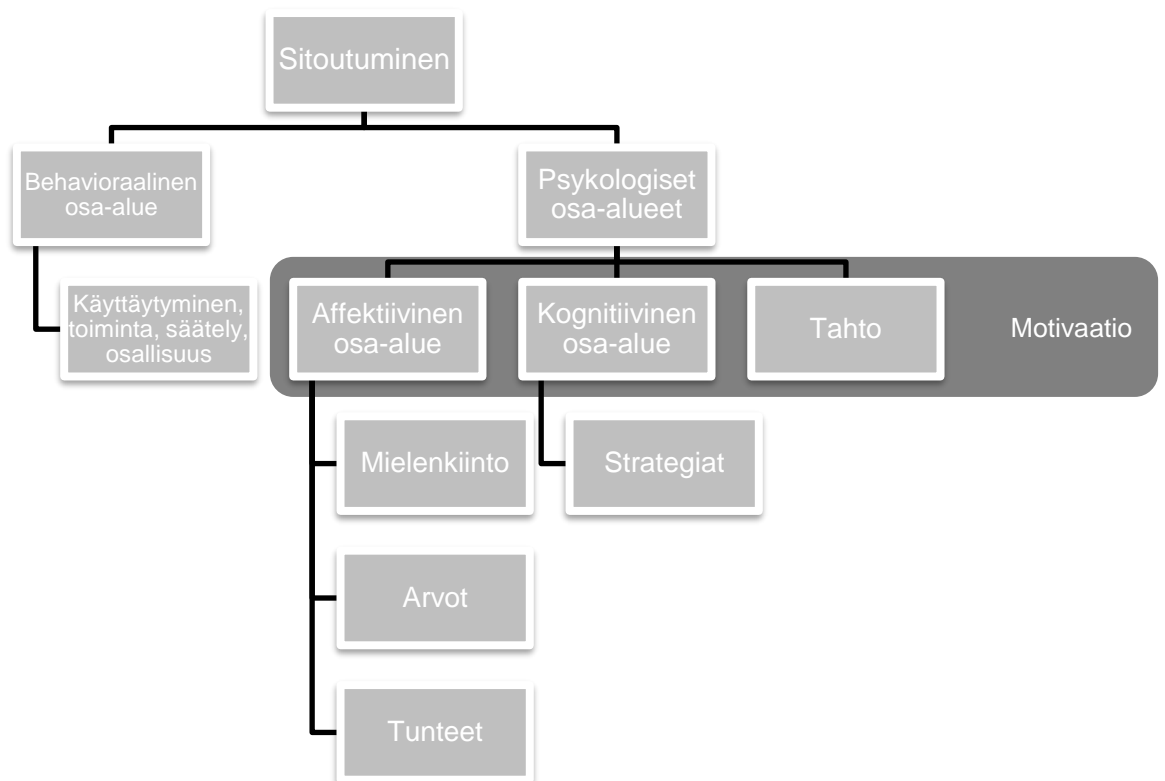 Sitoutuminen
Behavioraalinen
osa-alue
Psykologiset
osa-alueet
Käyttäytyminen,
toiminta, säätely,
osallisuus
Affektiivinen
osa-alue
Kognitiivinen
osa-alue
Tahto
Motivaatio
Mielenkiinto
Strategiat
Arvot
Tunteet